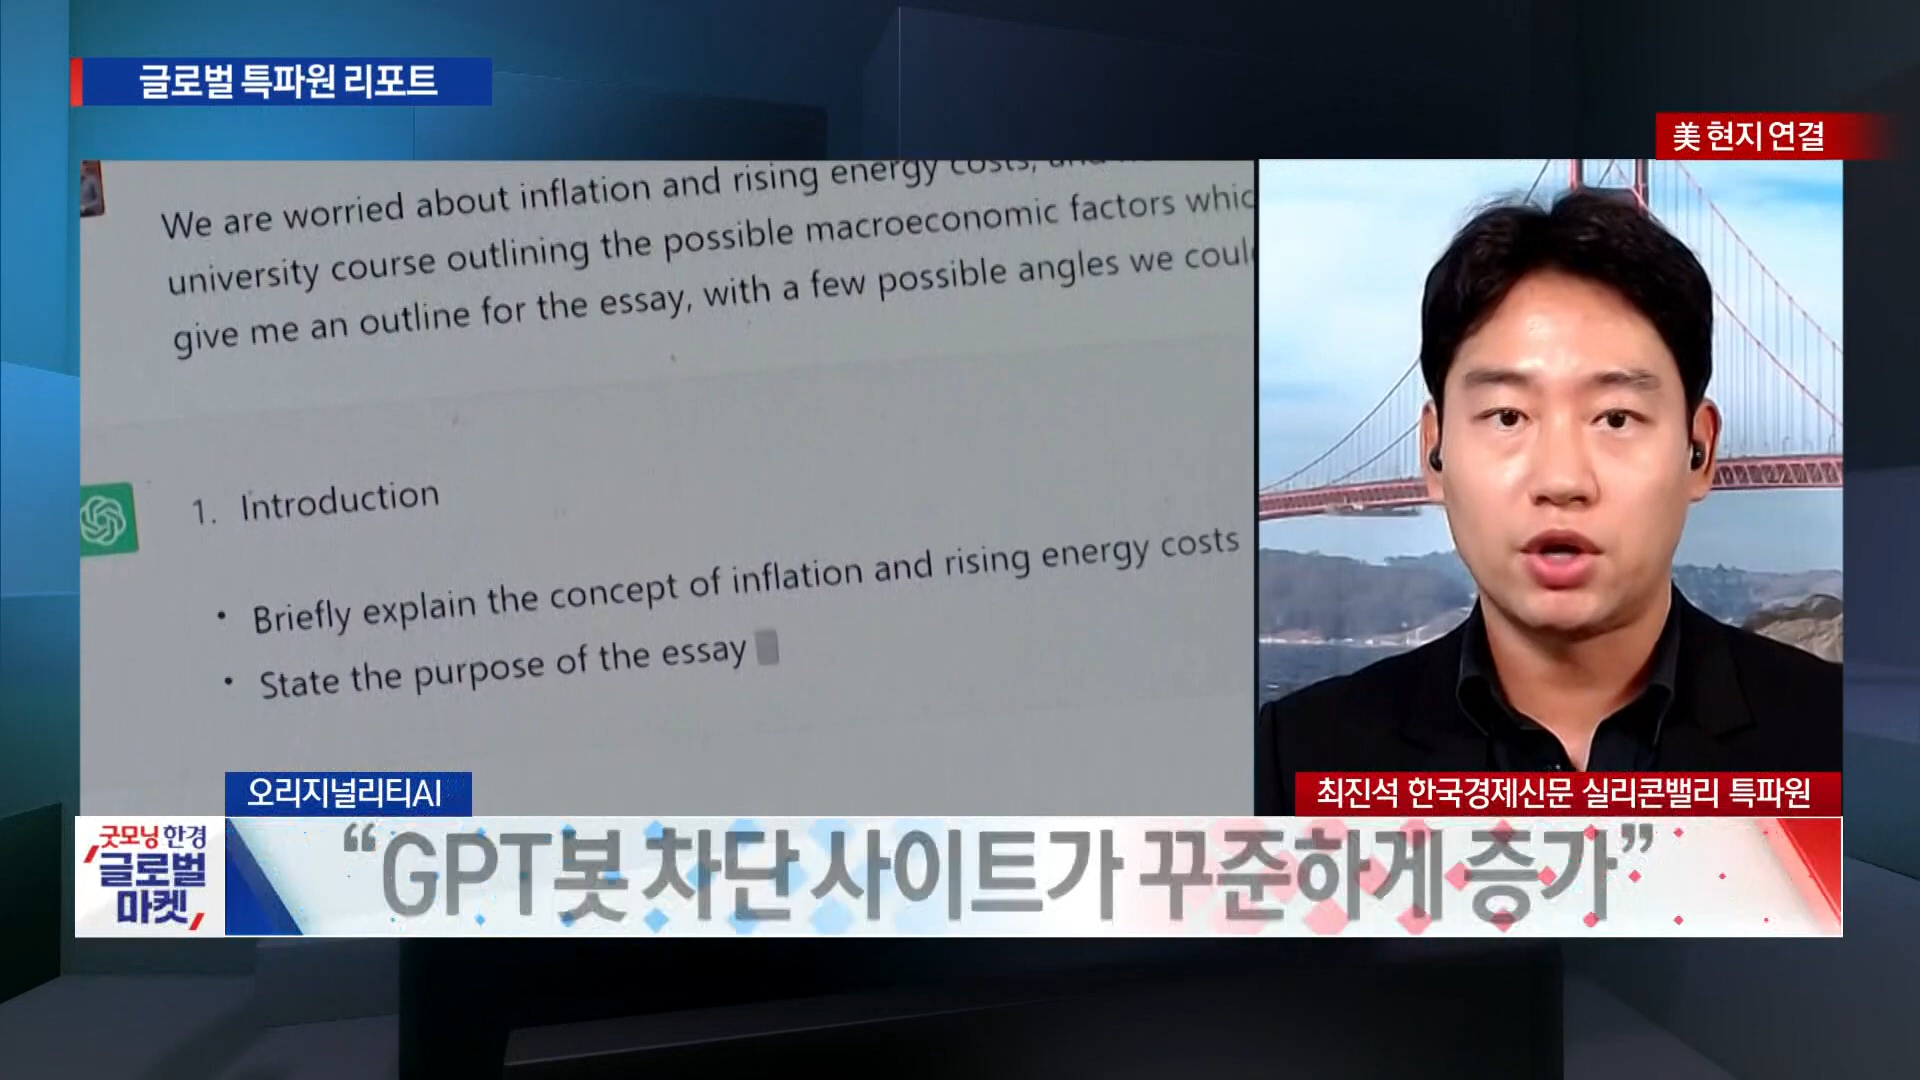 글로벌 특파원 리포트
美 현지 연결
We are worried about inflation and rising energy costs,
university course outlining the possible macroeconomic factors whic
give me an outline for the essay, with a few possible angles we coul
1. Introduction
• Briefly explain the concept of inflation and rising energy costs
• State the purpose of the essay
오리지널리티AI
최진석 한국경제신문 실리콘밸리 특파원
굿모닝 한경
글로벌
마켓
“GPT봇 차단 사이트가 꾸준하게 증가”